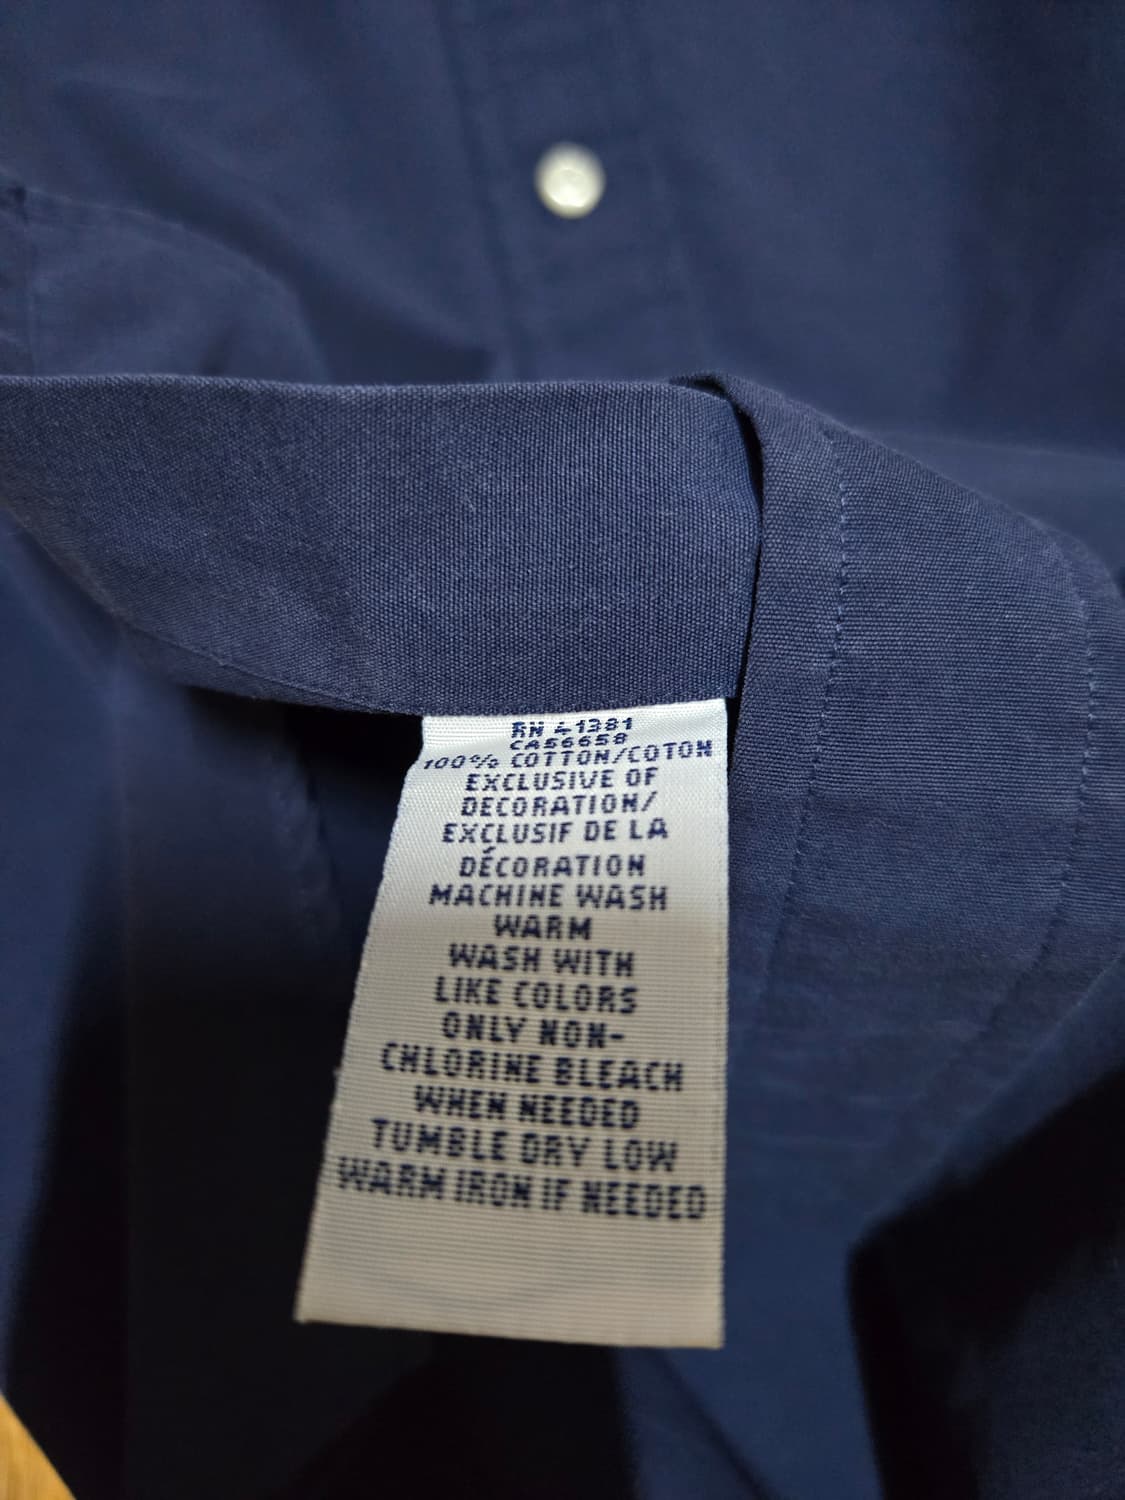 RN 41381
CA56658
100% COTTON/COTON
EXCLUSIVE OF
DECORATION/
EXCLUSIF DE LA
DÉCORATION
MACHINE WASH
WARM
WASH WITH
LIKE COLORS
ONLY NON-
CHLORINE BLEACH
WHEN NEEDED
TUMBLE DRY LOW
WARM IRON IF NEEDED